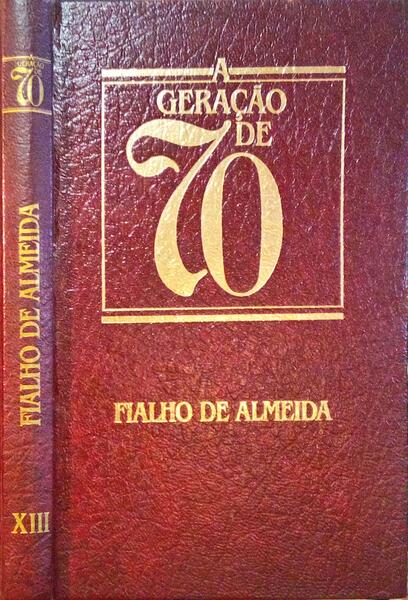 A
GERAÇÃO
DE
70
FIALHO DE ALMEIDA
XIII
A
GERAÇÃO
DE
70
FIALHO DE ALMEIDA